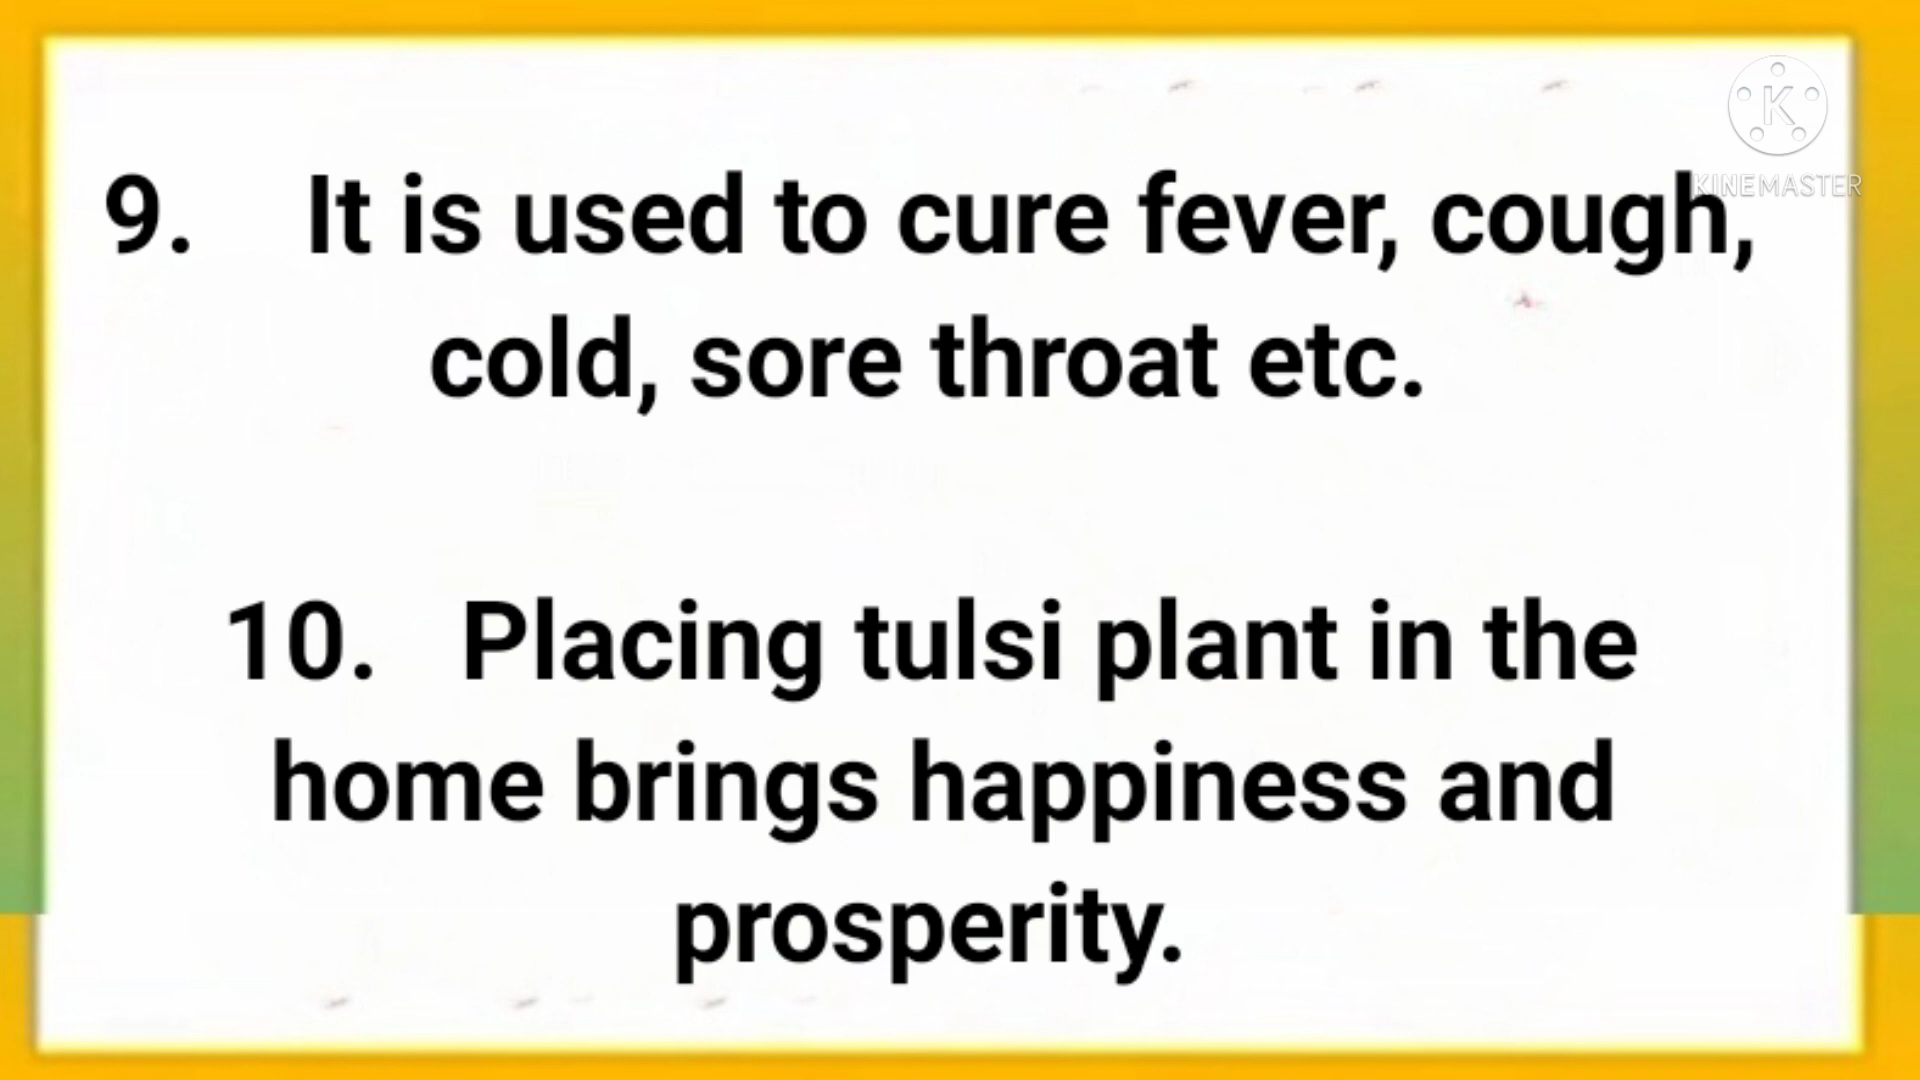 KINEMASTER
9. It is used to cure fever, cough,
cold, sore throat etc.
10. Placing tulsi plant in the
home brings happiness and
prosperity.